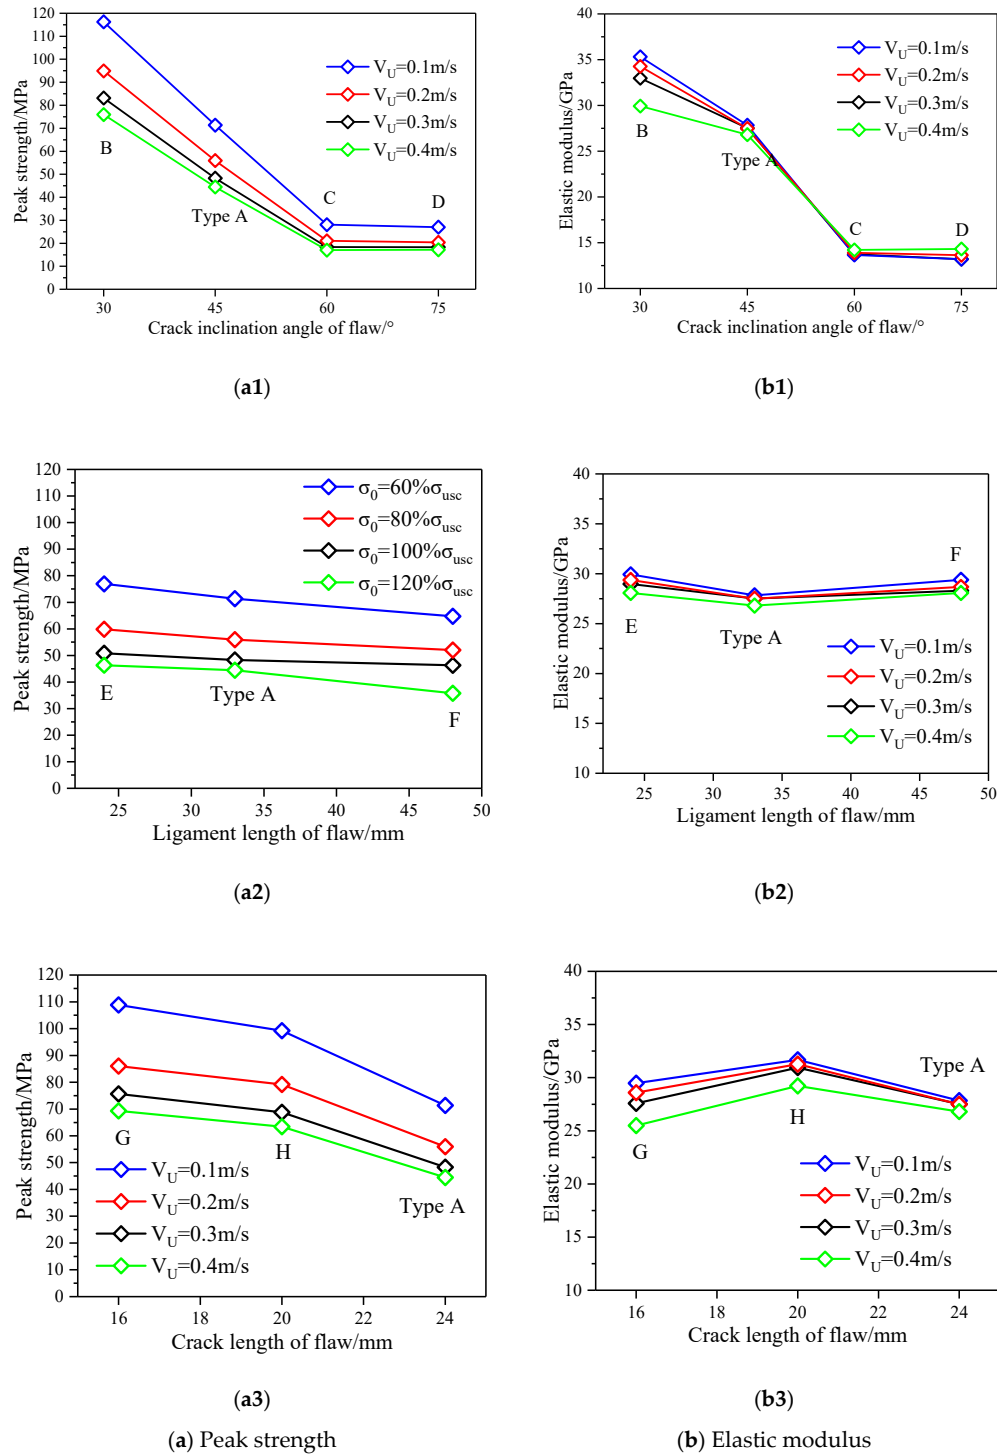 120
110
100
90
80
70
60
50
40
30
20
10
0
Peak strength/MPa
V_U=0.1m/s
V_U=0.2m/s
V_U=0.3m/s
V_U=0.4m/s
B
Type A
C
D
30 45 60 75
Crack inclination angle of flaw/°
(a1)
40
35
30
25
20
15
10
Elastic modulus/GPa
V_U=0.1m/s
V_U=0.2m/s
V_U=0.3m/s
V_U=0.4m/s
B
Type A
C
D
30 45 60 75
Crack inclination angle of flaw/°
(b1)
120
110
100
90
80
70
60
50
40
30
20
10
0
Peak strength/MPa
σ_0=60%σ_usc
σ_0=80%σ_usc
σ_0=100%σ_usc
σ_0=120%σ_usc
E
Type A
F
25 30 35 40 45 50
Ligament length of flaw/mm
(a2)
40
35
30
25
20
15
10
Elastic modulus/GPa
F
E
Type A
V_U=0.1m/s
V_U=0.2m/s
V_U=0.3m/s
V_U=0.4m/s
25 30 35 40 45 50
Ligament length of flaw/mm
(b2)
120
110
100
90
80
70
60
50
40
30
20
10
0
Peak strength/MPa
G
H
Type A
V_U=0.1m/s
V_U=0.2m/s
V_U=0.3m/s
V_U=0.4m/s
16 18 20 22 24
Crack length of flaw/mm
(a3)
40
35
30
25
20
15
10
Elastic modulus/GPa
Type A
G
H
V_U=0.1m/s
V_U=0.2m/s
V_U=0.3m/s
V_U=0.4m/s
16 18 20 22 24
Crack length of flaw/mm
(b3)
(a) Peak strength
(b) Elastic modulus